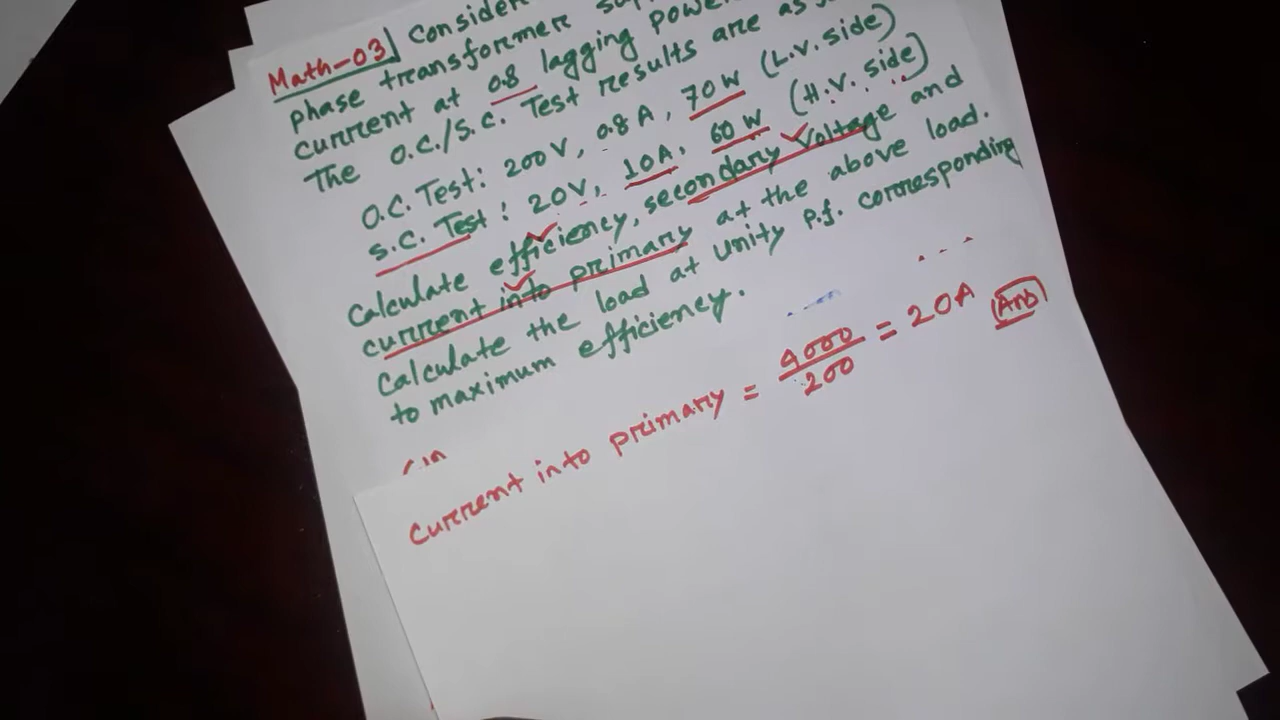 Math-03 Consider
phase transformer
current at 0.8 lagging power
The O.C./S.C. Test results are as
O.C. Test: 200V, 0.8A, 70W (L.V. side)
S.C. Test: 20V, 10A, 60W (H.V. side)
Calculate efficiency, secondary voltage and
current into primary at the above load.
Calculate the load at unity P.f. corresponding
to maximum efficiency.
Current into primary = 4000/200 = 20A Ans